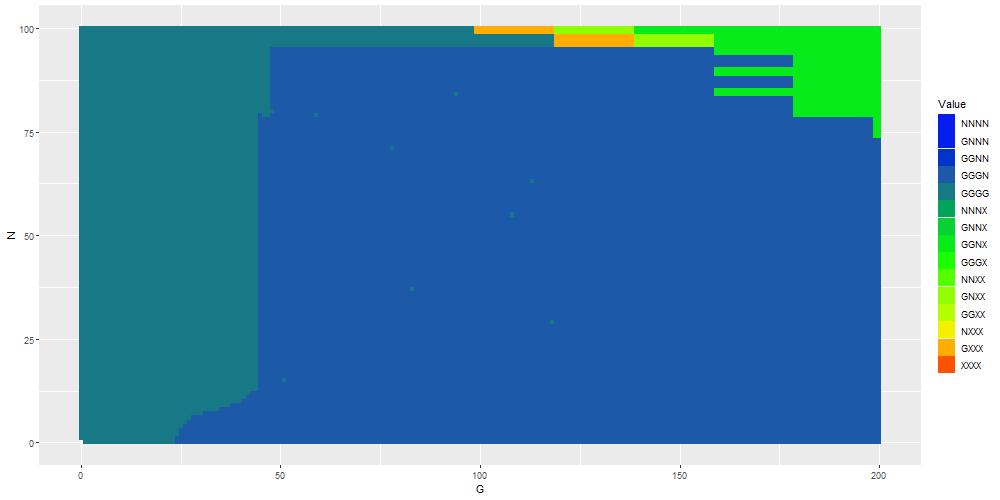 100
75
50
25
0
N
0
50
100
150
200
G
Value
NNNN
GNNN
GGNN
GGGN
GGGG
NNNX
GNNX
GGNX
GGGX
NNXX
GNXX
GGXX
NXXX
GXXX
XXXX